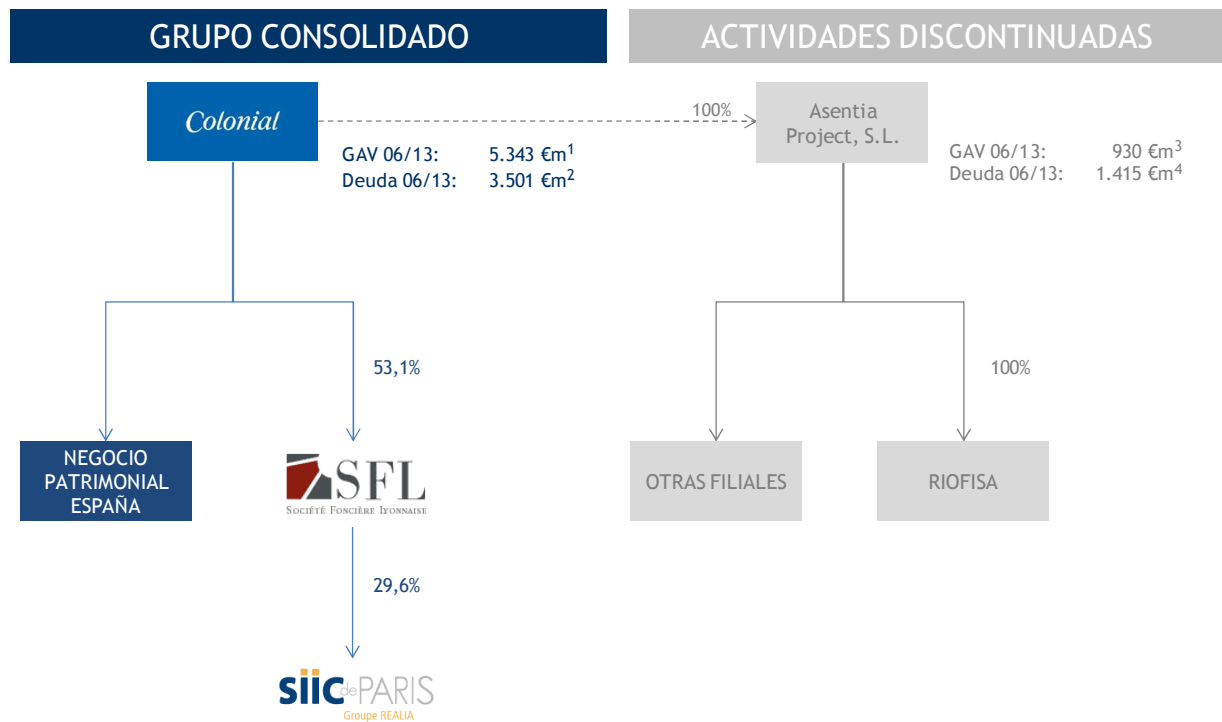 GRUPO CONSOLIDADO
ACTIVIDADES DISCONTINUADAS
Colonial
100%
Asentia
Project, S.L.
GAV 06/13: 5.343 €m¹
Deuda 06/13: 3.501 €m²
GAV 06/13: 930 €m³
Deuda 06/13: 1.415 €m⁴
53,1%
100%
NEGOCIO
PATRIMONIAL
ESPAÑA
SFL
SOCIÉTÉ FONCIÈRE LYONNAISE
OTRAS FILIALES
RIOFISA
29,6%
siic de PARIS
Groupe REALIA